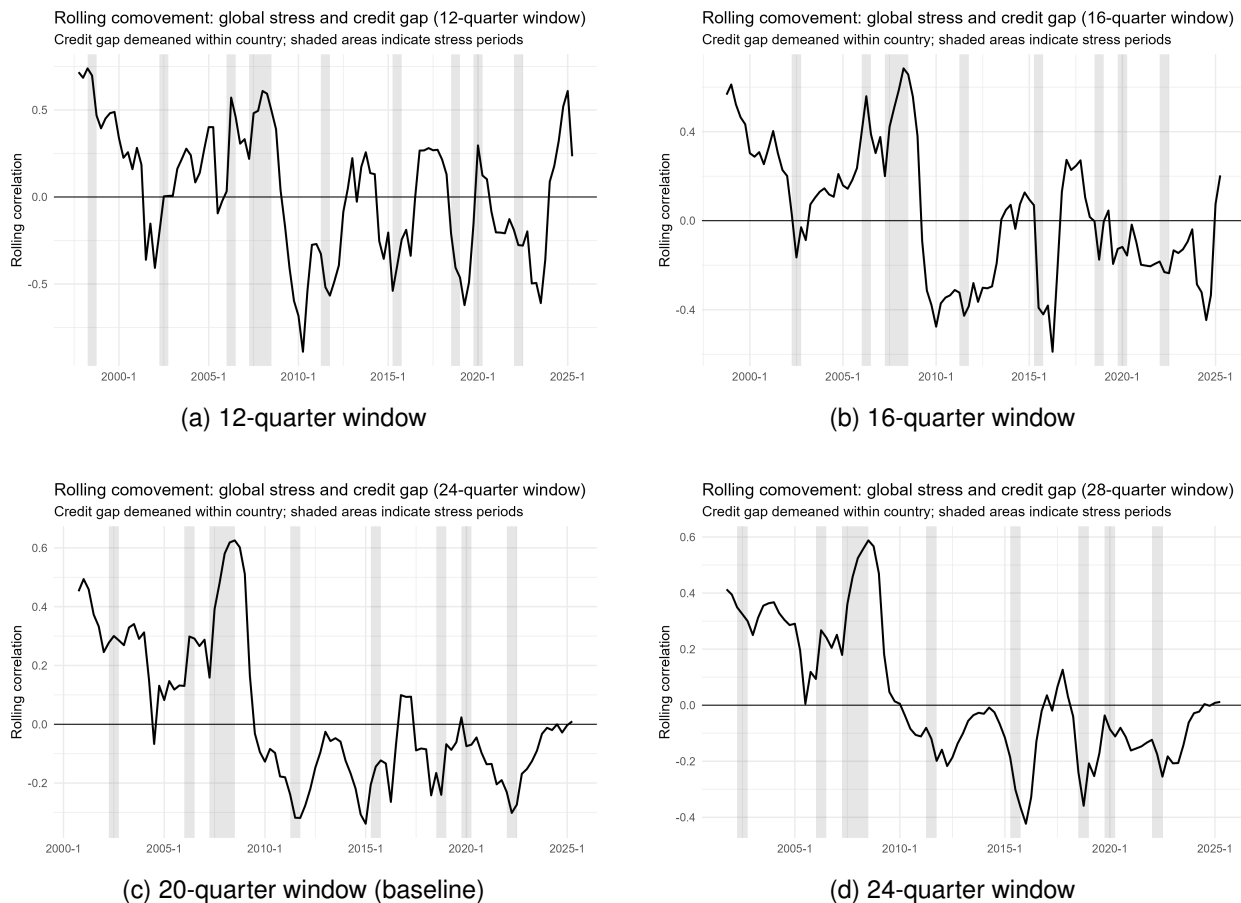 Rolling comovement: global stress and credit gap (12-quarter window)
Credit gap demeaned within country; shaded areas indicate stress periods
Rolling correlation
0.5
0.0
-0.5
2000-1 2005-1 2010-1 2015-1 2020-1 2025-1
(a) 12-quarter window
Rolling comovement: global stress and credit gap (16-quarter window)
Credit gap demeaned within country; shaded areas indicate stress periods
Rolling correlation
0.4
0.0
-0.4
2000-1 2005-1 2010-1 2015-1 2020-1 2025-1
(b) 16-quarter window
Rolling comovement: global stress and credit gap (24-quarter window)
Credit gap demeaned within country; shaded areas indicate stress periods
Rolling correlation
0.6
0.4
0.2
0.0
-0.2
2000-1 2005-1 2010-1 2015-1 2020-1 2025-1
(c) 20-quarter window (baseline)
Rolling comovement: global stress and credit gap (28-quarter window)
Credit gap demeaned within country; shaded areas indicate stress periods
Rolling correlation
0.6
0.4
0.2
0.0
-0.2
-0.4
2005-1 2010-1 2015-1 2020-1 2025-1
(d) 24-quarter window